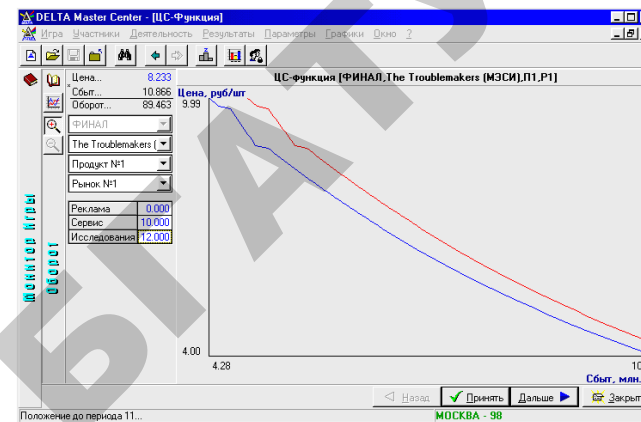 DELTA Master Center - [ЦС-Функция]
Игра Участники Деятельность Результаты Параметры Графики Окно ?
Цена... 8.233
Сбыт... 10.866
Оборот... 89.463
ФИНАЛ
The Troublemakers (
Продукт №1
Рынок №1
Реклама 0.000
Сервис 10.000
Исследования 12.000
Монитор Игры
Оборот
ЦС-функция [ФИНАЛ,The Troublemakers (МЭСИ),П1,Р1]
Цена, руб/шт
9.99
4.00
4.28
10
Сбыт, млн.
Назад Принять Дальше Закрыт
Положение до периода 11... МОСКВА - 98
БГАТУ